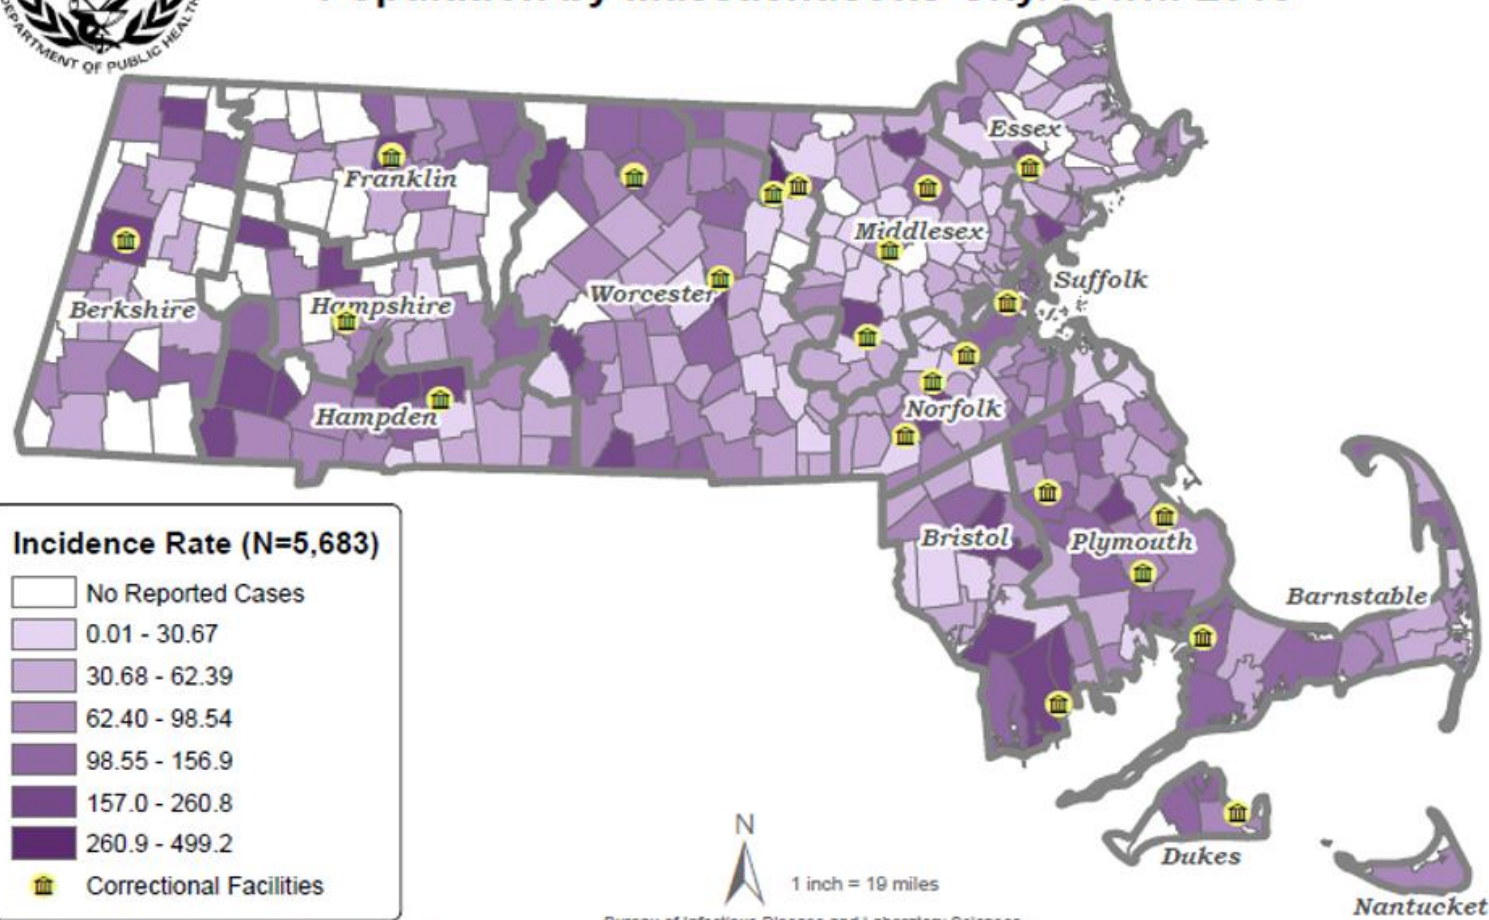 DEPARTMENT OF PUBLIC HEALTH
Essex
Franklin
Middlesex
Suffolk
Worcester
Berkshire
Hampshire
Norfolk
Hampden
Incidence Rate (N=5,683)
No Reported Cases
0.01 - 30.67
30.68 - 62.39
62.40 - 98.54
98.55 - 156.9
157.0 - 260.8
260.9 - 499.2
Correctional Facilities
Bristol
Plymouth
Barnstable
N
1 inch = 19 miles
Dukes
Nantucket